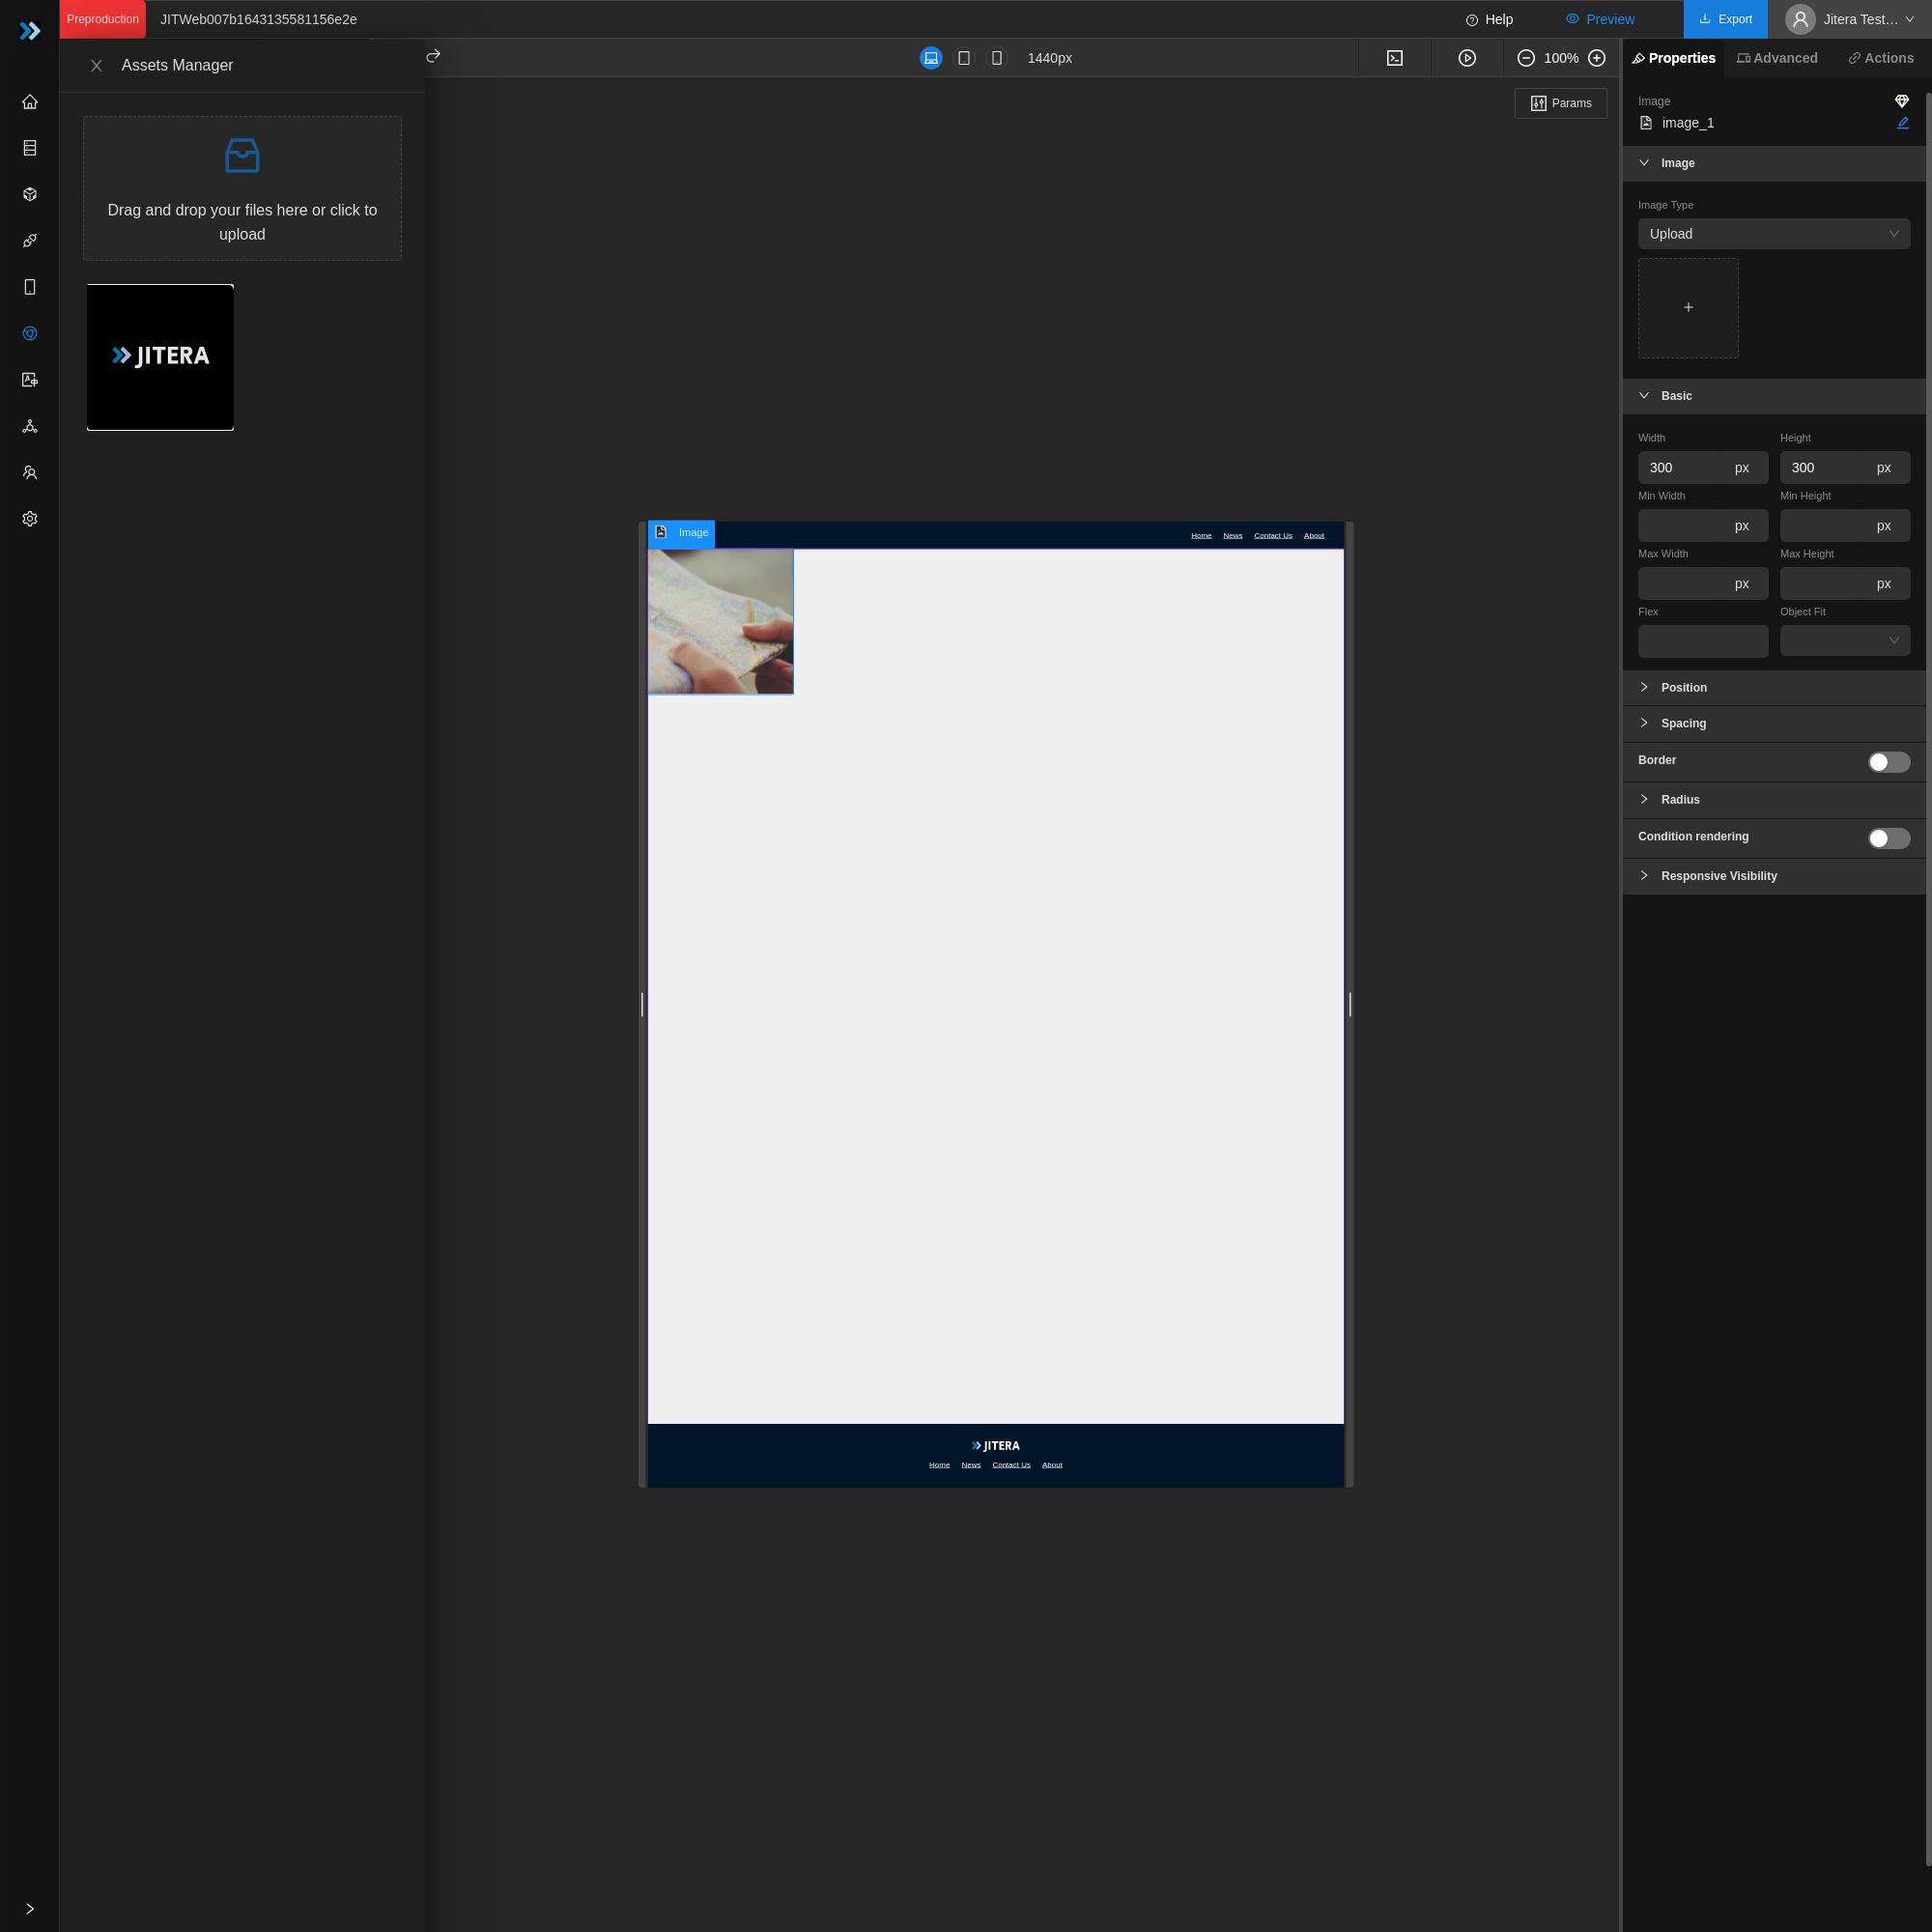 Preproduction
JITWeb007b1643135581156e2e
Help
Preview
Export
Jitera Test...
Assets Manager
1440px
100%
Properties
Advanced
Actions
Params
Drag and drop your files here or click to
upload
JITERA
Image
image_1
Image
Image Type
Upload
+
Basic
Width
Height
300 px
300 px
Min Width
Min Height
px
px
Max Width
Max Height
px
px
Flex
Object Fit
Position
Spacing
Border
Radius
Condition rendering
Responsive Visibility
Image
Home News Contact Us About
JITERA
Home News Contact Us About